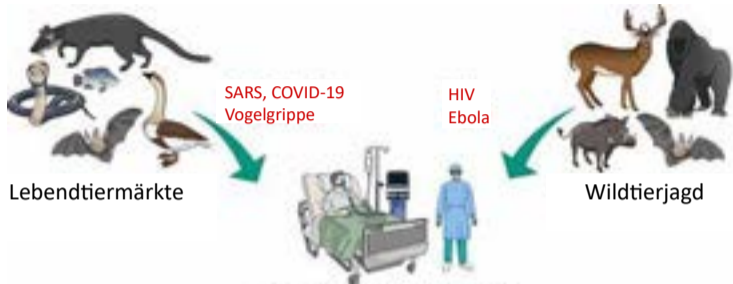 SARS, COVID-19
Vogelgrippe
HIV
Ebola
Lebendtiermärkte
Wildtierjagd